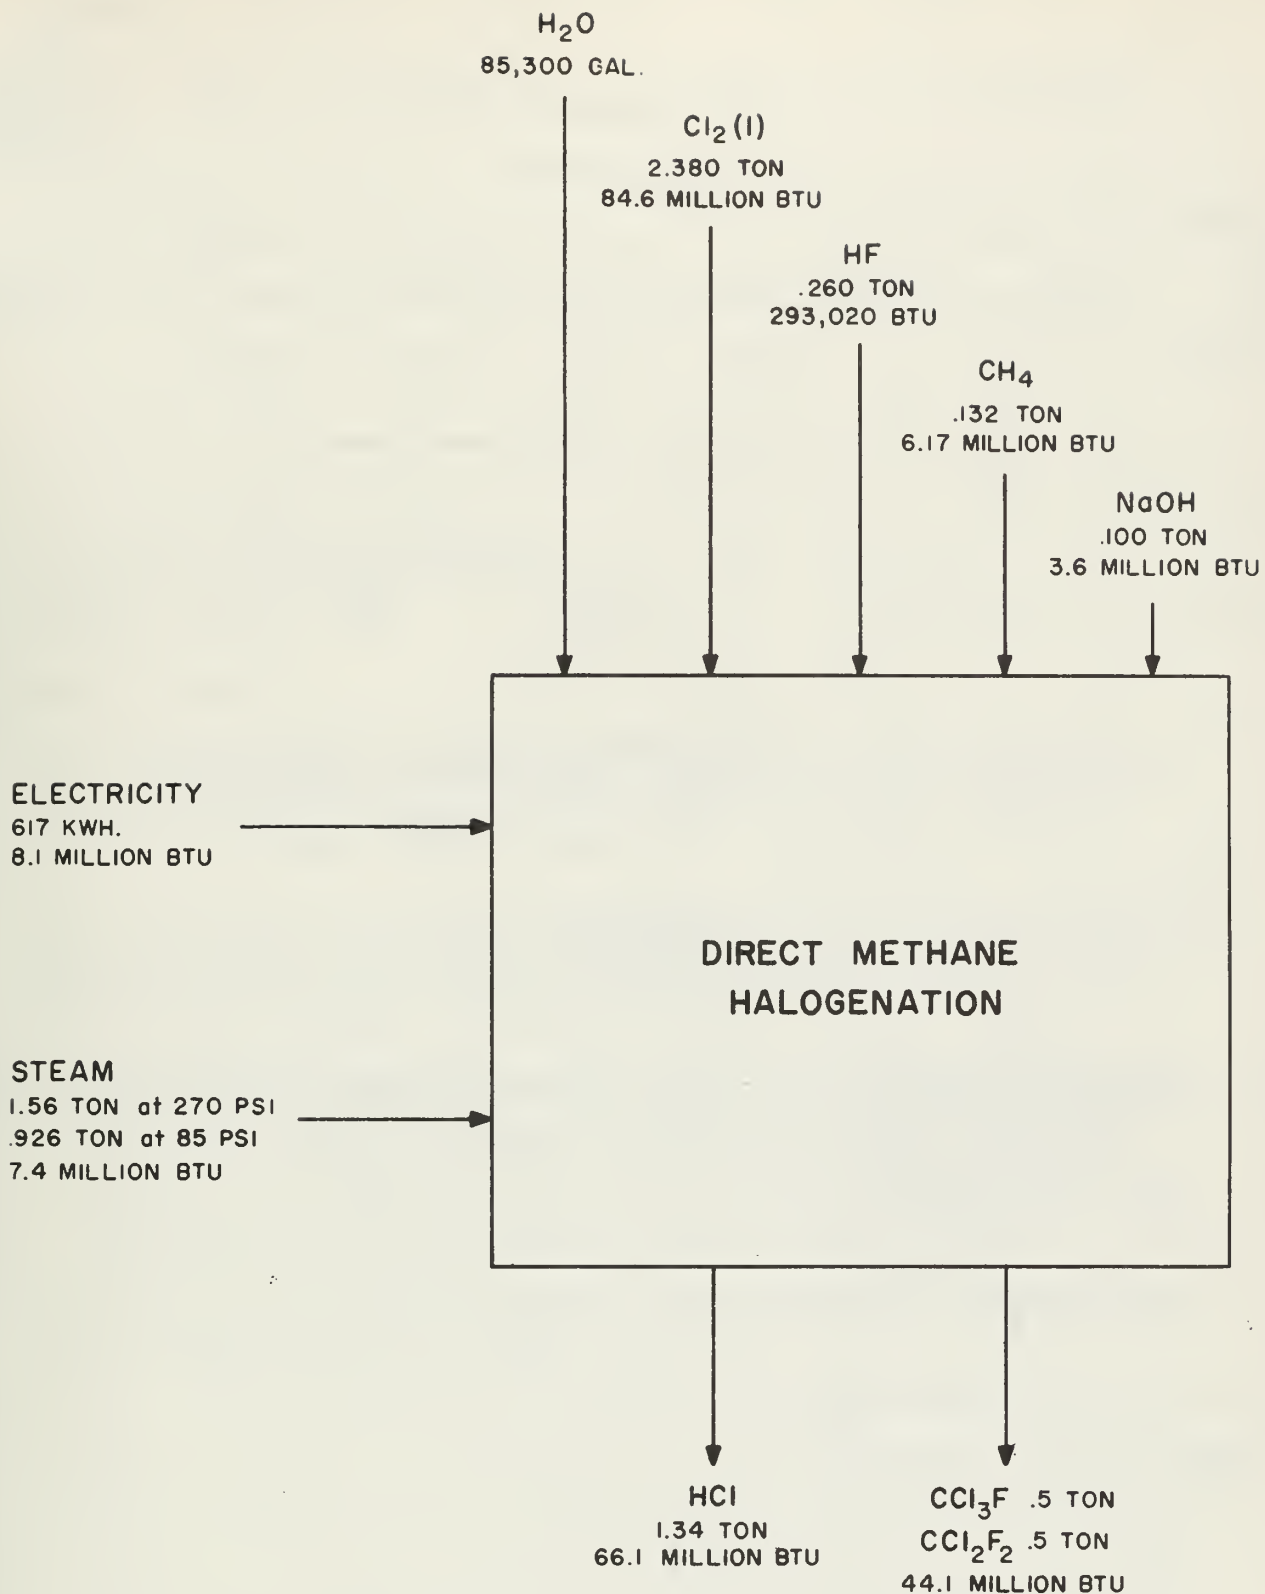 H₂O
85,300 GAL.
Cl₂(l)
2.380 TON
84.6 MILLION BTU
HF
.260 TON
293,020 BTU
CH₄
.132 TON
6.17 MILLION BTU
NaOH
.100 TON
3.6 MILLION BTU
ELECTRICITY
617 KWH.
8.1 MILLION BTU
STEAM
1.56 TON at 270 PSI
.926 TON at 85 PSI
7.4 MILLION BTU
DIRECT METHANE
HALOGENATION
HCl
1.34 TON
66.1 MILLION BTU
CCl₃F .5 TON
CCl₂F₂ .5 TON
44.1 MILLION BTU